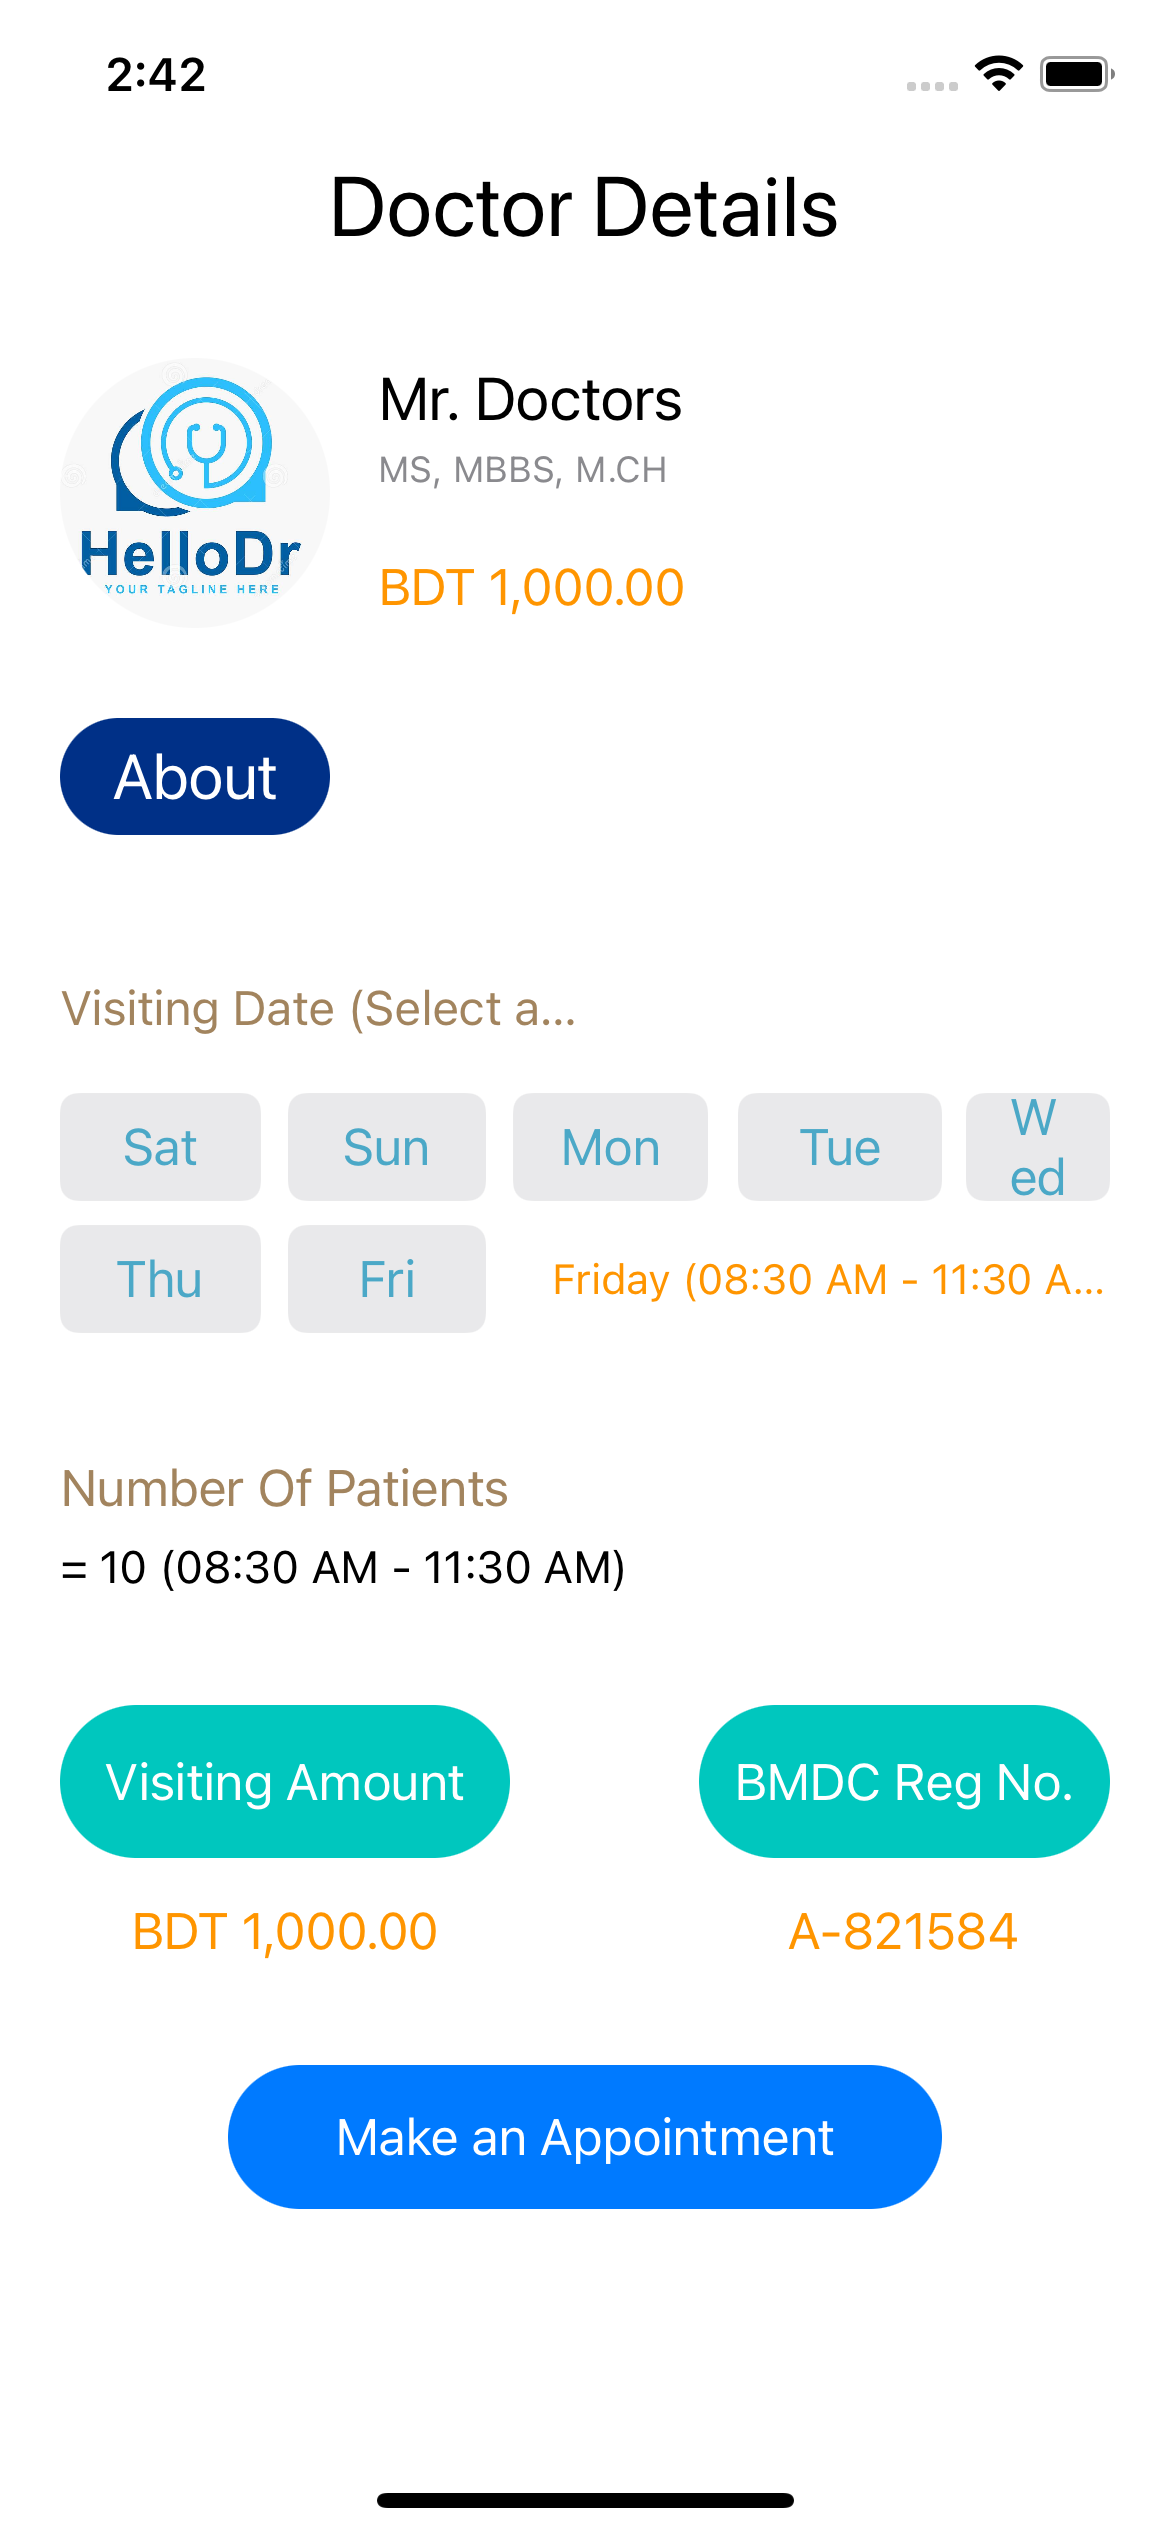 2:42
Doctor Details
HelloDr
YOUR TAGLINE HERE
Mr. Doctors
MS, MBBS, M.CH
BDT 1,000.00
About
Visiting Date (Select a...
Sat Sun Mon Tue W
ed
Thu Fri Friday (08:30 AM - 11:30 A...
Number Of Patients
= 10 (08:30 AM - 11:30 AM)
Visiting Amount BMDC Reg No.
BDT 1,000.00 A-821584
Make an Appointment